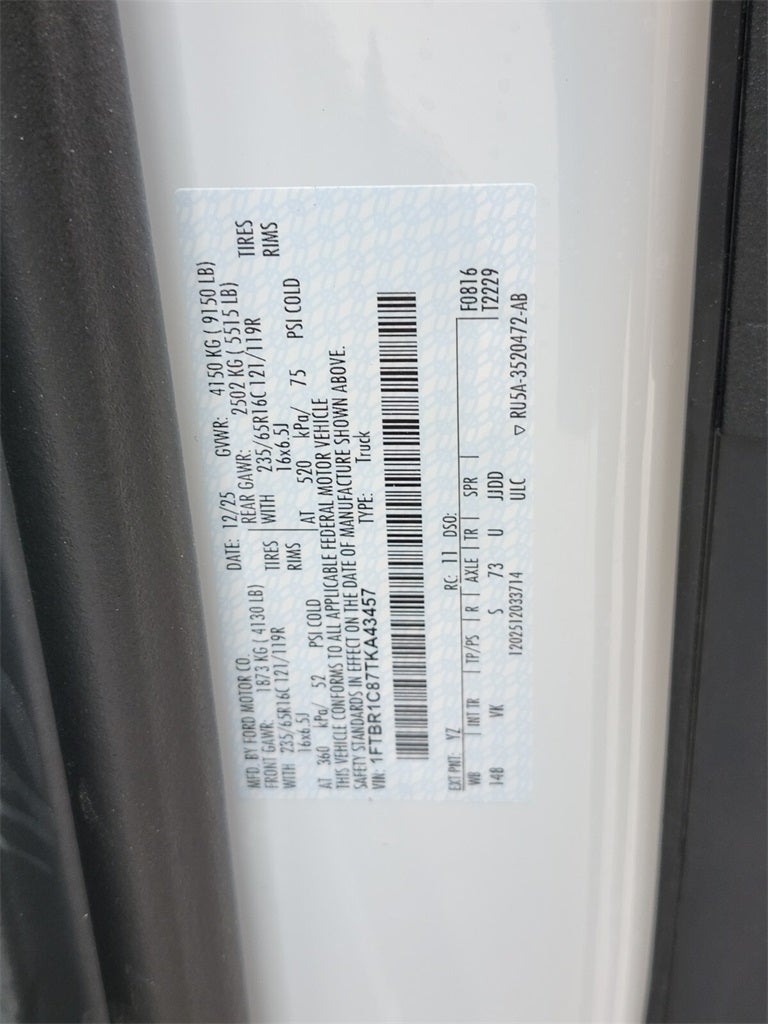 MFD. BY FORD MOTOR CO.
DATE: 12/25 GVWR: 4150 KG ( 9150 LB)
FRONT GAWR: 1873 KG ( 4130 LB)
REAR GAWR: 2502 KG ( 5515 LB)
WITH 235/65R16C 121/119R TIRES
WITH 235/65R16C 121/119R TIRES
16x6.5J RIMS
16x6.5J RIMS
AT 360 kPa/ 52 PSI COLD
AT 520 kPa/ 75 PSI COLD
THIS VEHICLE CONFORMS TO ALL APPLICABLE FEDERAL MOTOR VEHICLE
SAFETY STANDARDS IN EFFECT ON THE DATE OF MANUFACTURE SHOWN ABOVE.
VIN: 1FTBR1C87TKA43457 TYPE: Truck
EXT PNT: YZ RC: 11 DSO: F0816
WB INT TR TP/PS R AXLE TR SPR T2229
148 VK S 73 U JJDD
1202512033714 ULC ▽ RU5A-3520472-AB